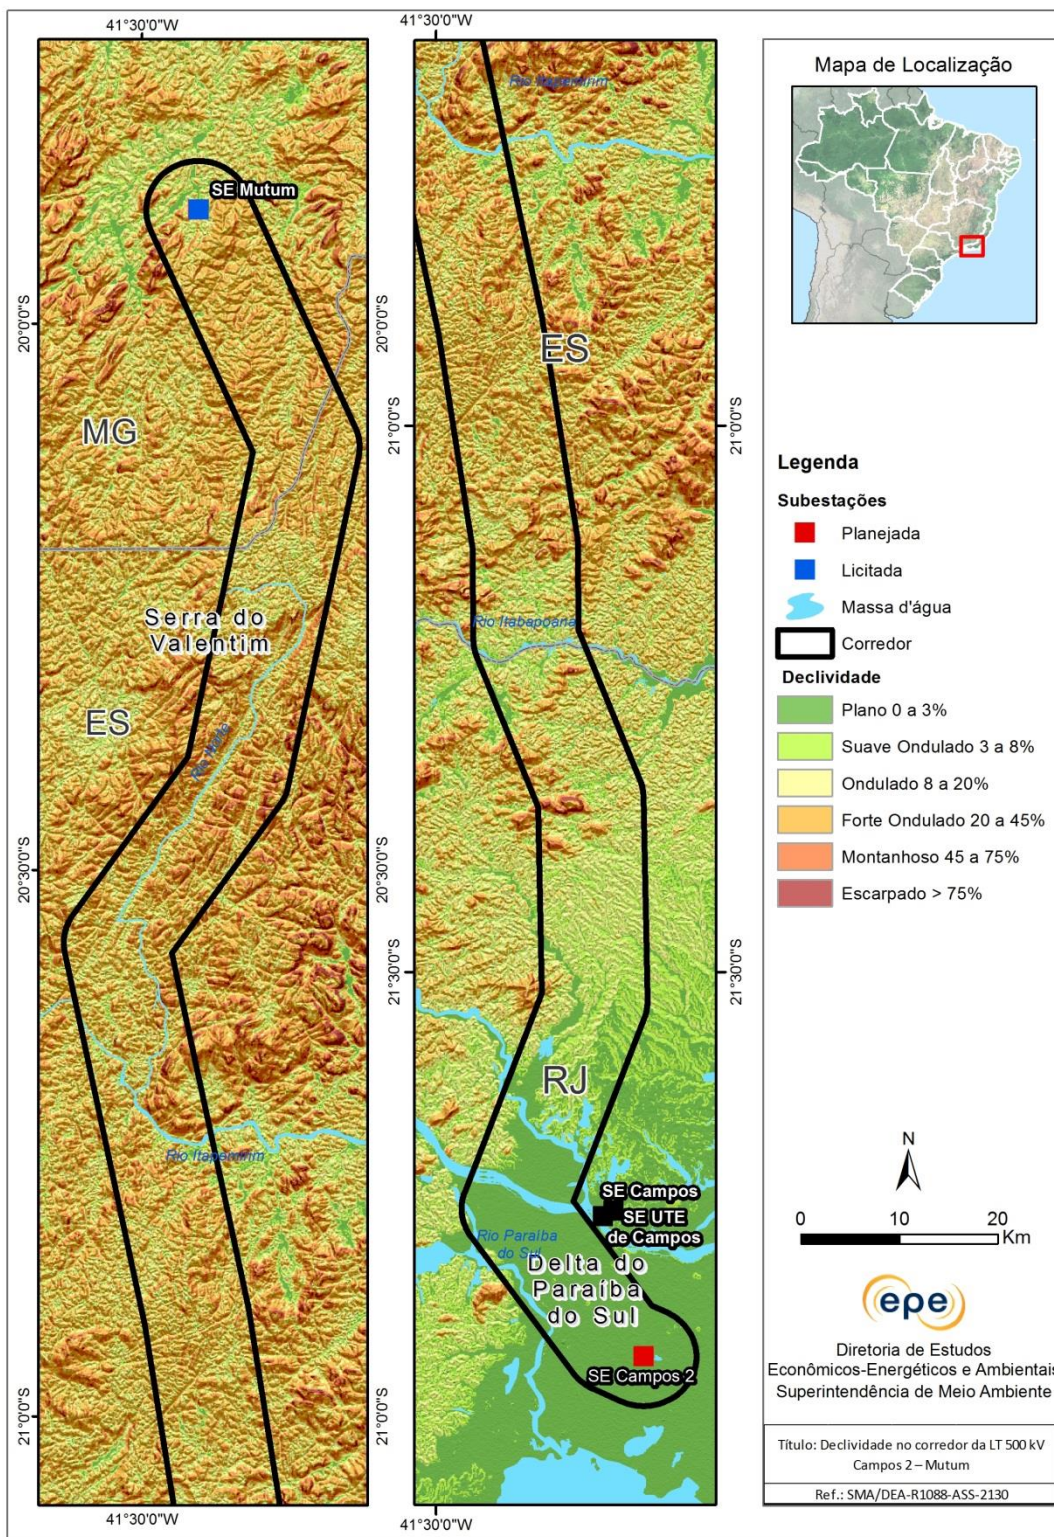 41°30'0"W
41°30'0"W
SE Mutum
20°0'0"S
MG
Serra do
Valentim
ES
Rio Norte
20°30'0"S
Rio Itapemirim
21°0'0"S
41°30'0"W
Rio Itapemirim
20°0'0"S
ES
21°0'0"S
Rio Itabapoana
20°30'0"S
21°30'0"S
21°30'0"S
RJ
SE Campos
SE UTE
de Campos
Rio Paraíba
do Sul
Delta do
Paraíba
do Sul
SE Campos 2
21°0'0"S
41°30'0"W
Mapa de Localização
Legenda
Subestações
Planejada
Licitada
Massa d'água
Corredor
Declividade
Plano 0 a 3%
Suave Ondulado 3 a 8%
Ondulado 8 a 20%
Forte Ondulado 20 a 45%
Montanhoso 45 a 75%
Escarpado > 75%
N
0 10 20
Km
epe
Diretoria de Estudos
Econômicos-Energéticos e Ambientais
Superintendência de Meio Ambiente
Título: Declividade no corredor da LT 500 kV
Campos 2 – Mutum
Ref.: SMA/DEA-R1088-ASS-2130